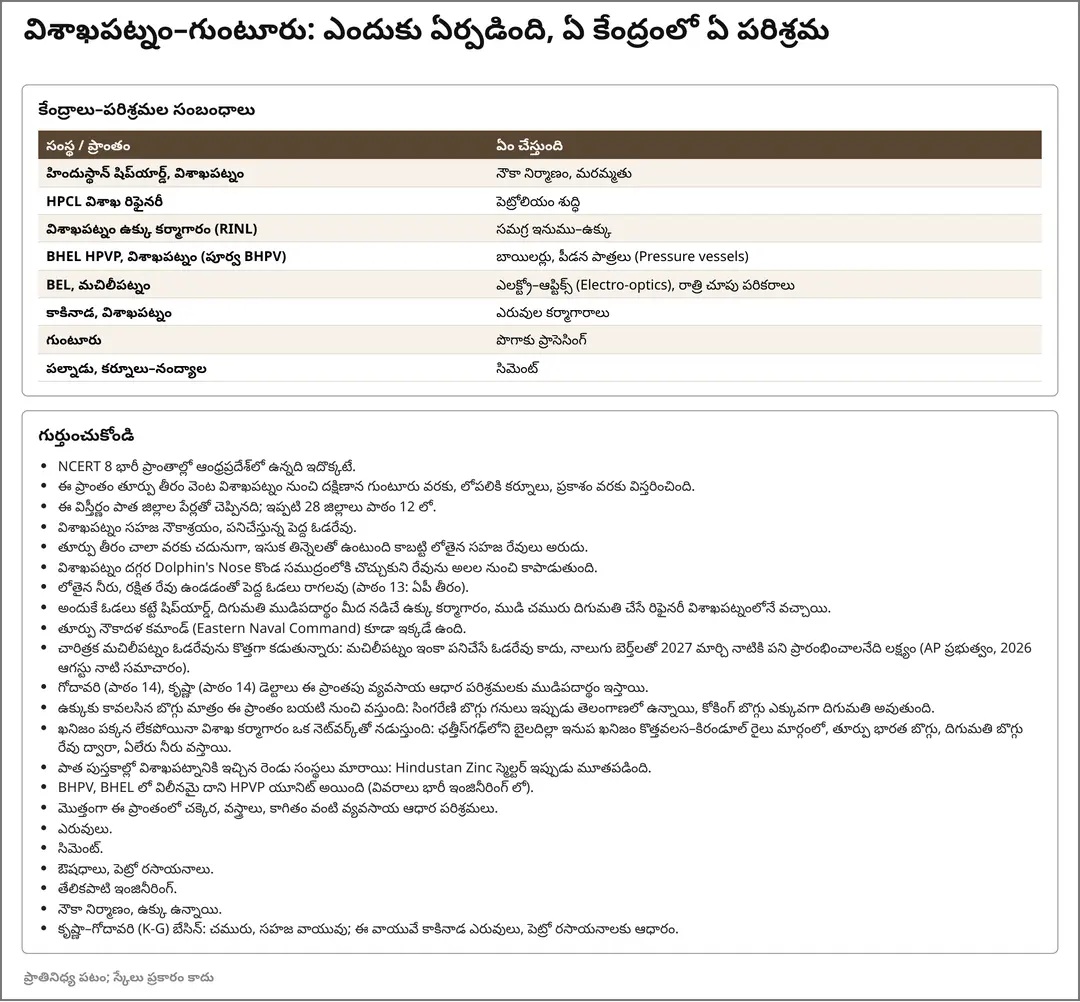 విశాఖపట్నం–గుంటూరు: ఎందుకు ఏర్పడింది, ఏ కేంద్రంలో ఏ పరిశ్రమ
కేంద్రాలు–పరిశ్రమల సంబంధాలు
సంస్థ / ప్రాంతం ఏం చేస్తుంది
హిందుస్థాన్ షిప్‌యార్డ్, విశాఖపట్నం నౌకా నిర్మాణం, మరమ్మతు
HPCL విశాఖ రిఫైనరీ పెట్రోలియం శుద్ధి
విశాఖపట్నం ఉక్కు కర్మాగారం (RINL) సమగ్ర ఇనుము–ఉక్కు
BHEL HPVP, విశాఖపట్నం (పూర్వ BHPV) బాయిలర్లు, పీడన పాత్రలు (Pressure vessels)
BEL, మచిలీపట్నం ఎలక్ట్రో–ఆప్టిక్స్ (Electro-optics), రాత్రి చూపు పరికరాలు
కాకినాడ, విశాఖపట్నం ఎరువుల కర్మాగారాలు
గుంటూరు పొగాకు ప్రాసెసింగ్
పల్నాడు, కర్నూలు–నంద్యాల సిమెంట్
గుర్తుంచుకోండి
• NCERT 8 భారీ ప్రాంతాల్లో ఆంధ్రప్రదేశ్‌లో ఉన్నది ఇదొక్కటే.
• ఈ ప్రాంతం తూర్పు తీరం వెంట విశాఖపట్నం నుంచి దక్షిణాన గుంటూరు వరకు, లోపలికి కర్నూలు, ప్రకాశం వరకు విస్తరించింది.
• ఈ విస్తీర్ణం పాత జిల్లాల పేర్లతో చెప్పినది; ఇప్పటి 28 జిల్లాలు పాఠం 12 లో.
• విశాఖపట్నం సహజ నౌకాశ్రయం, పనిచేస్తున్న పెద్ద ఓడరేవు.
• తూర్పు తీరం చాలా వరకు చదునుగా, ఇసుక తిన్నెలతో ఉంటుంది కాబట్టి లోతైన సహజ రేవులు అరుదు.
• విశాఖపట్నం దగ్గర Dolphin's Nose కొండ సముద్రంలోకి చొచ్చుకుని రేవును అలల నుంచి కాపాడుతుంది.
• లోతైన నీరు, రక్షిత రేవు ఉండడంతో పెద్ద ఓడలు రాగలవు (పాఠం 13: ఏపీ తీరం).
• అందుకే ఓడలు కట్టే షిప్‌యార్డ్, దిగుమతి ముడిపదార్థం మీద నడిచే ఉక్కు కర్మాగారం, ముడి చమురు దిగుమతి చేసే రిఫైనరీ విశాఖపట్నంలోనే వచ్చాయి.
• తూర్పు నౌకాదళ కమాండ్ (Eastern Naval Command) కూడా ఇక్కడే ఉంది.
• చారిత్రక మచిలీపట్నం ఓడరేవును కొత్తగా కడుతున్నారు: మచిలీపట్నం ఇంకా పనిచేసే ఓడరేవు కాదు, నాలుగు బెర్త్‌లతో 2027 మార్చి నాటికి పని ప్రారంభించాలనేది లక్ష్యం (AP ప్రభుత్వం, 2026
ఆగస్టు నాటి సమాచారం).
• గోదావరి (పాఠం 14), కృష్ణా (పాఠం 14) డెల్టాలు ఈ ప్రాంతపు వ్యవసాయ ఆధార పరిశ్రమలకు ముడిపదార్థం ఇస్తాయి.
• ఉక్కుకు కావలసిన బొగ్గు మాత్రం ఈ ప్రాంతం బయటి నుంచి వస్తుంది: సింగరేణి బొగ్గు గనులు ఇప్పుడు తెలంగాణలో ఉన్నాయి, కోకింగ్ బొగ్గు ఎక్కువగా దిగుమతి అవుతుంది.
• ఖనిజం పక్కన లేకపోయినా విశాఖ కర్మాగారం ఒక నెట్‌వర్క్‌తో నడుస్తుంది: ఛత్తీస్‌గఢ్‌లోని బైలదిల్లా ఇనుప ఖనిజం కొత్తవలస–కిరండూల్ రైలు మార్గంలో, తూర్పు భారత బొగ్గు, దిగుమతి బొగ్గు
రేవు ద్వారా, ఏలేరు నీరు వస్తాయి.
• పాత పుస్తకాల్లో విశాఖపట్నానికి ఇచ్చిన రెండు సంస్థలు మారాయి: Hindustan Zinc స్మెల్టర్ ఇప్పుడు మూతపడింది.
• BHPV, BHEL లో విలీనమై దాని HPVP యూనిట్ అయింది (వివరాలు భారీ ఇంజినీరింగ్ లో).
• మొత్తంగా ఈ ప్రాంతంలో చక్కెర, వస్త్రాలు, కాగితం వంటి వ్యవసాయ ఆధార పరిశ్రమలు.
• ఎరువులు.
• సిమెంట్.
• ఔషధాలు, పెట్రో రసాయనాలు.
• తేలికపాటి ఇంజినీరింగ్.
• నౌకా నిర్మాణం, ఉక్కు ఉన్నాయి.
• కృష్ణా–గోదావరి (K-G) బేసిన్: చమురు, సహజ వాయువు; ఈ వాయువే కాకినాడ ఎరువులు, పెట్రో రసాయనాలకు ఆధారం.
ప్రాతినిధ్య పటం; స్కేలు ప్రకారం కాదు